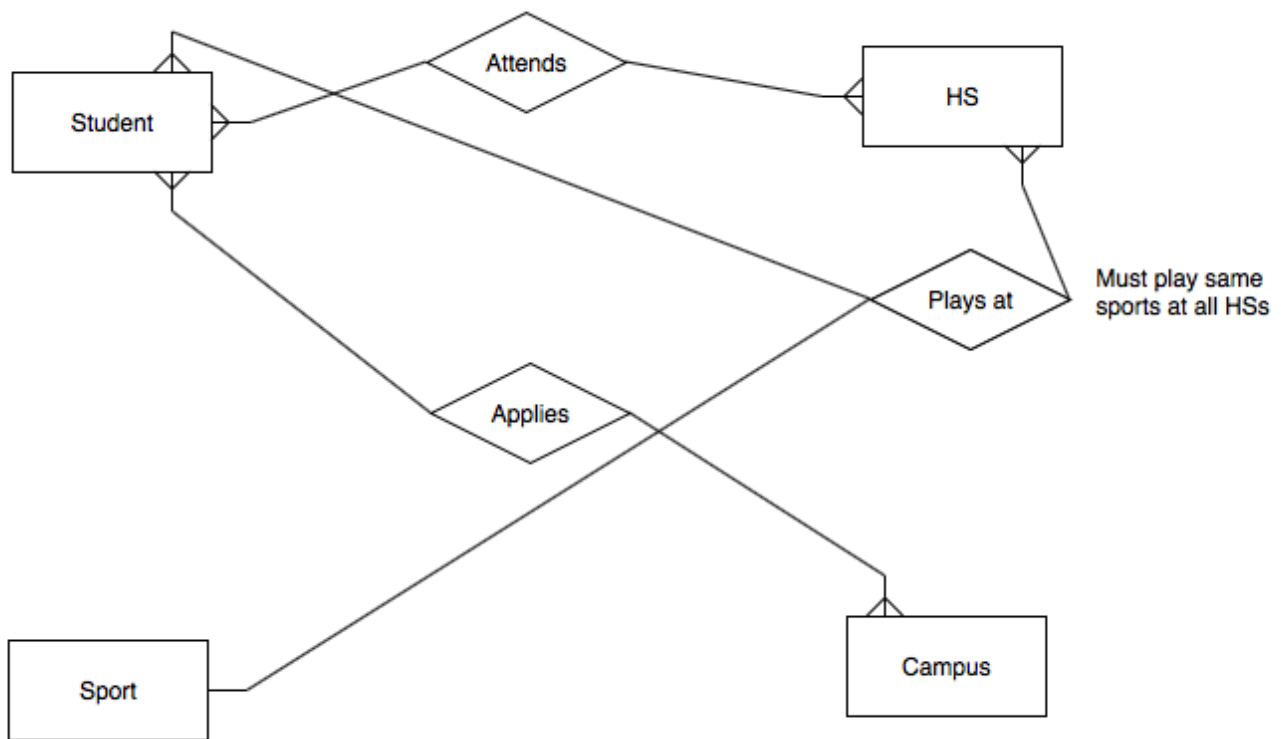 Attends
HS
Student
Plays at
Must play same
sports at all HSs
Applies
Campus
Sport